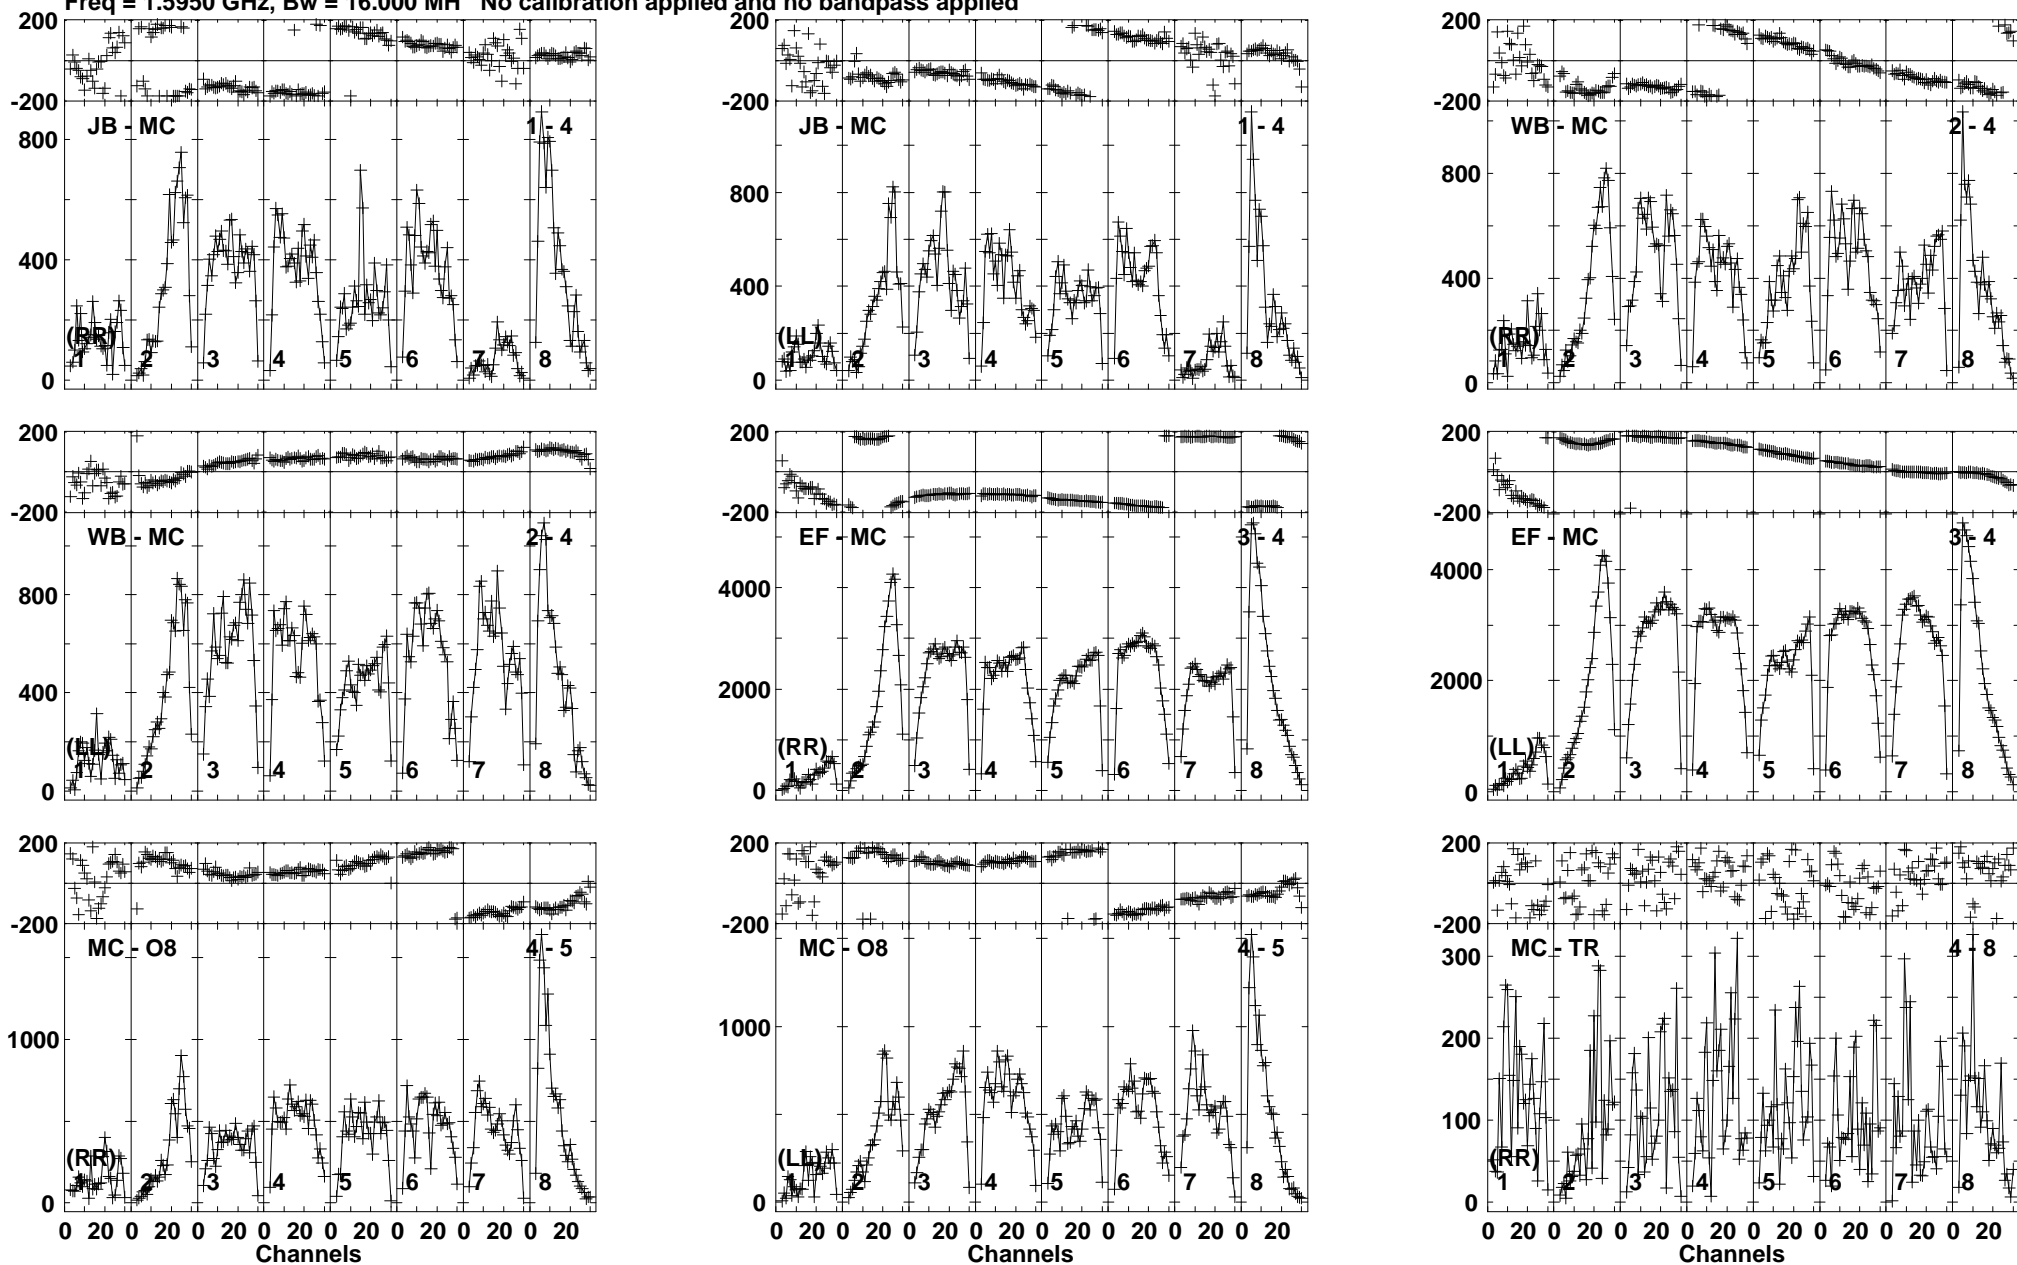 Freq = 1.5950 GHz, Bw = 16.000 MH No calibration applied and no bandpass applied
200
-200
JB - MC 1 - 4
800
400
0
(RR)
1 2 3 4 5 6 7 8
200
-200
JB - MC 1 - 4
800
400
0
(LL)
1 2 3 4 5 6 7 8
200
-200
WB - MC 2 - 4
800
400
0
(RR)
1 2 3 4 5 6 7 8
200
-200
WB - MC 2 - 4
800
400
0
(LL)
1 2 3 4 5 6 7 8
200
-200
EF - MC 3 - 4
4000
2000
0
(RR)
1 2 3 4 5 6 7 8
200
-200
EF - MC 3 - 4
4000
2000
0
(LL)
1 2 3 4 5 6 7 8
200
-200
MC - O8 4 - 5
1000
0
(RR)
1 2 3 4 5 6 7 8
0 20 0 20 0 20 0 20 0 20 0 20 0 20 0 20
Channels
200
-200
MC - O8 4 - 5
1000
0
(LL)
1 2 3 4 5 6 7 8
0 20 0 20 0 20 0 20 0 20 0 20 0 20 0 20
Channels
200
-200
MC - TR 4 - 8
300
200
100
0
(RR)
1 2 3 4 5 6 7 8
0 20 0 20 0 20 0 20 0 20 0 20 0 20 0 20
Channels